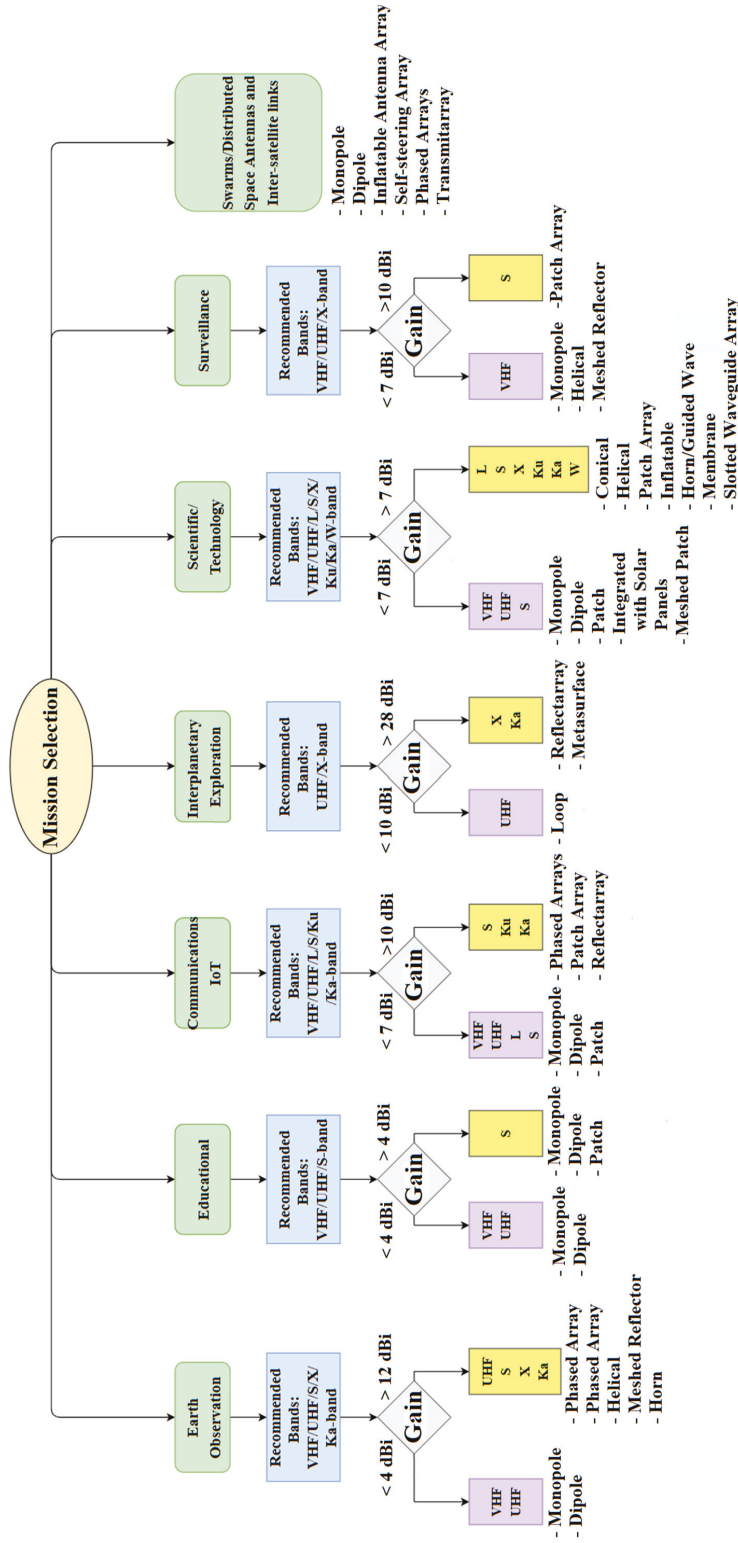 Mission Selection
Earth
Observation
Recommended
Bands:
VHF/UHF/S/X/
Ka-band
< 4 dBi
> 12 dBi
Gain
VHF
UHF
- Monopole
- Dipole
UHF
S
X
Ka
- Phased Array
- Phased Array
- Helical
- Meshed Reflector
- Horn
Educational
Recommended
Bands:
VHF/UHF/S-band
< 4 dBi
> 4 dBi
Gain
VHF
UHF
- Monopole
- Dipole
S
- Monopole
- Dipole
- Patch
Communications
IoT
Recommended
Bands:
VHF/UHF/L/S/Ku
/Ka-band
< 7 dBi
>10 dBi
Gain
VHF
UHF
L
S
- Monopole
- Dipole
- Patch
S
Ku
Ka
- Phased Arrays
- Patch Array
- Reflectarray
Interplanetary
Exploration
Recommended
Bands:
UHF/X-band
< 10 dBi
> 28 dBi
Gain
UHF
- Loop
X
Ka
- Reflectarray
- Metasurface
Scientific/
Technology
Recommended
Bands:
VHF/UHF/L/S/X/
Ku/Ka/W-band
< 7 dBi
> 7 dBi
Gain
VHF
UHF
S
- Monopole
- Dipole
- Patch
- Integrated
with Solar
Panels
- Meshed Patch
L
S
X
Ku
Ka
W
- Conical
- Helical
- Patch Array
- Inflatable
- Horn/Guided Wave
- Membrane
- Slotted Waveguide Array
Surveillance
Recommended
Bands:
VHF/UHF/X-band
< 7 dBi
>10 dBi
Gain
VHF
- Monopole
- Helical
- Meshed Reflector
S
-Patch Array
Swarms/Distributed
Space Antennas and
Inter-satellite links
- Monopole
- Dipole
- Inflatable Antenna Array
- Self-steering Array
- Phased Arrays
- Transmitarray